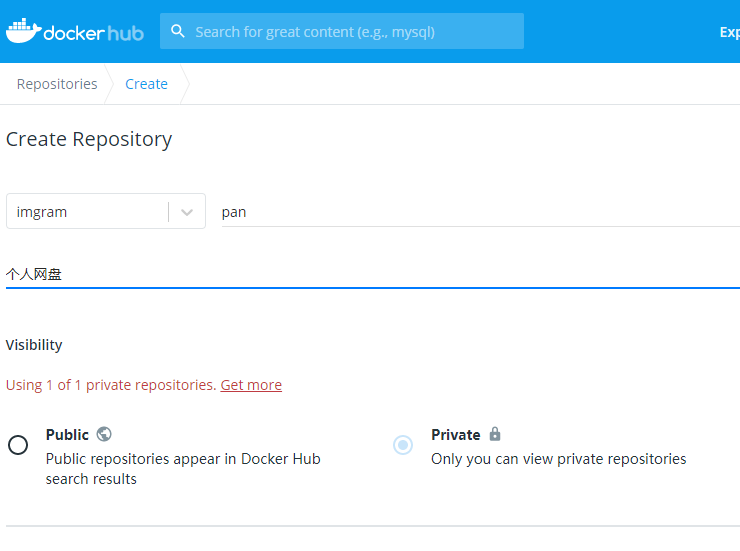 docker hub
Search for great content (e.g., mysql)
Exp
Repositories
Create
Create Repository
imgram
pan
个人网盘
Visibility
Using 1 of 1 private repositories. Get more
Public
Public repositories appear in Docker Hub
search results
Private
Only you can view private repositories